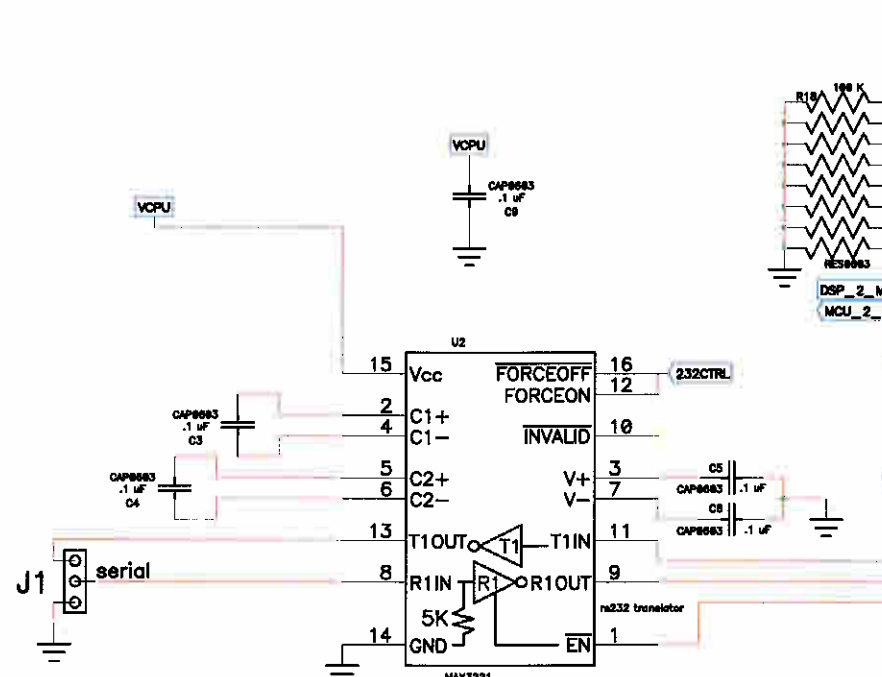 R18 100 K
VCPU
CAP0603
.1 uF
C9
VCPU
RES0603
DSP_2_M
MCU_2_
U2
15 Vcc
FORCEOFF 16
232CTRL
FORCEON 12
CAP0603
.1 uF
C3
2 C1+
4 C1-
INVALID 10
CAP0603
.1 uF
C4
5 C2+
6 C2-
V+ 3
V- 7
C5
CAP0603 .1 uF
C6
CAP0603 .1 uF
13 T1OUT T1 T1IN 11
J1 serial
8 R1IN R1 R1OUT 9
5K
rs232 translator
14 GND
EN 1
MAX3221